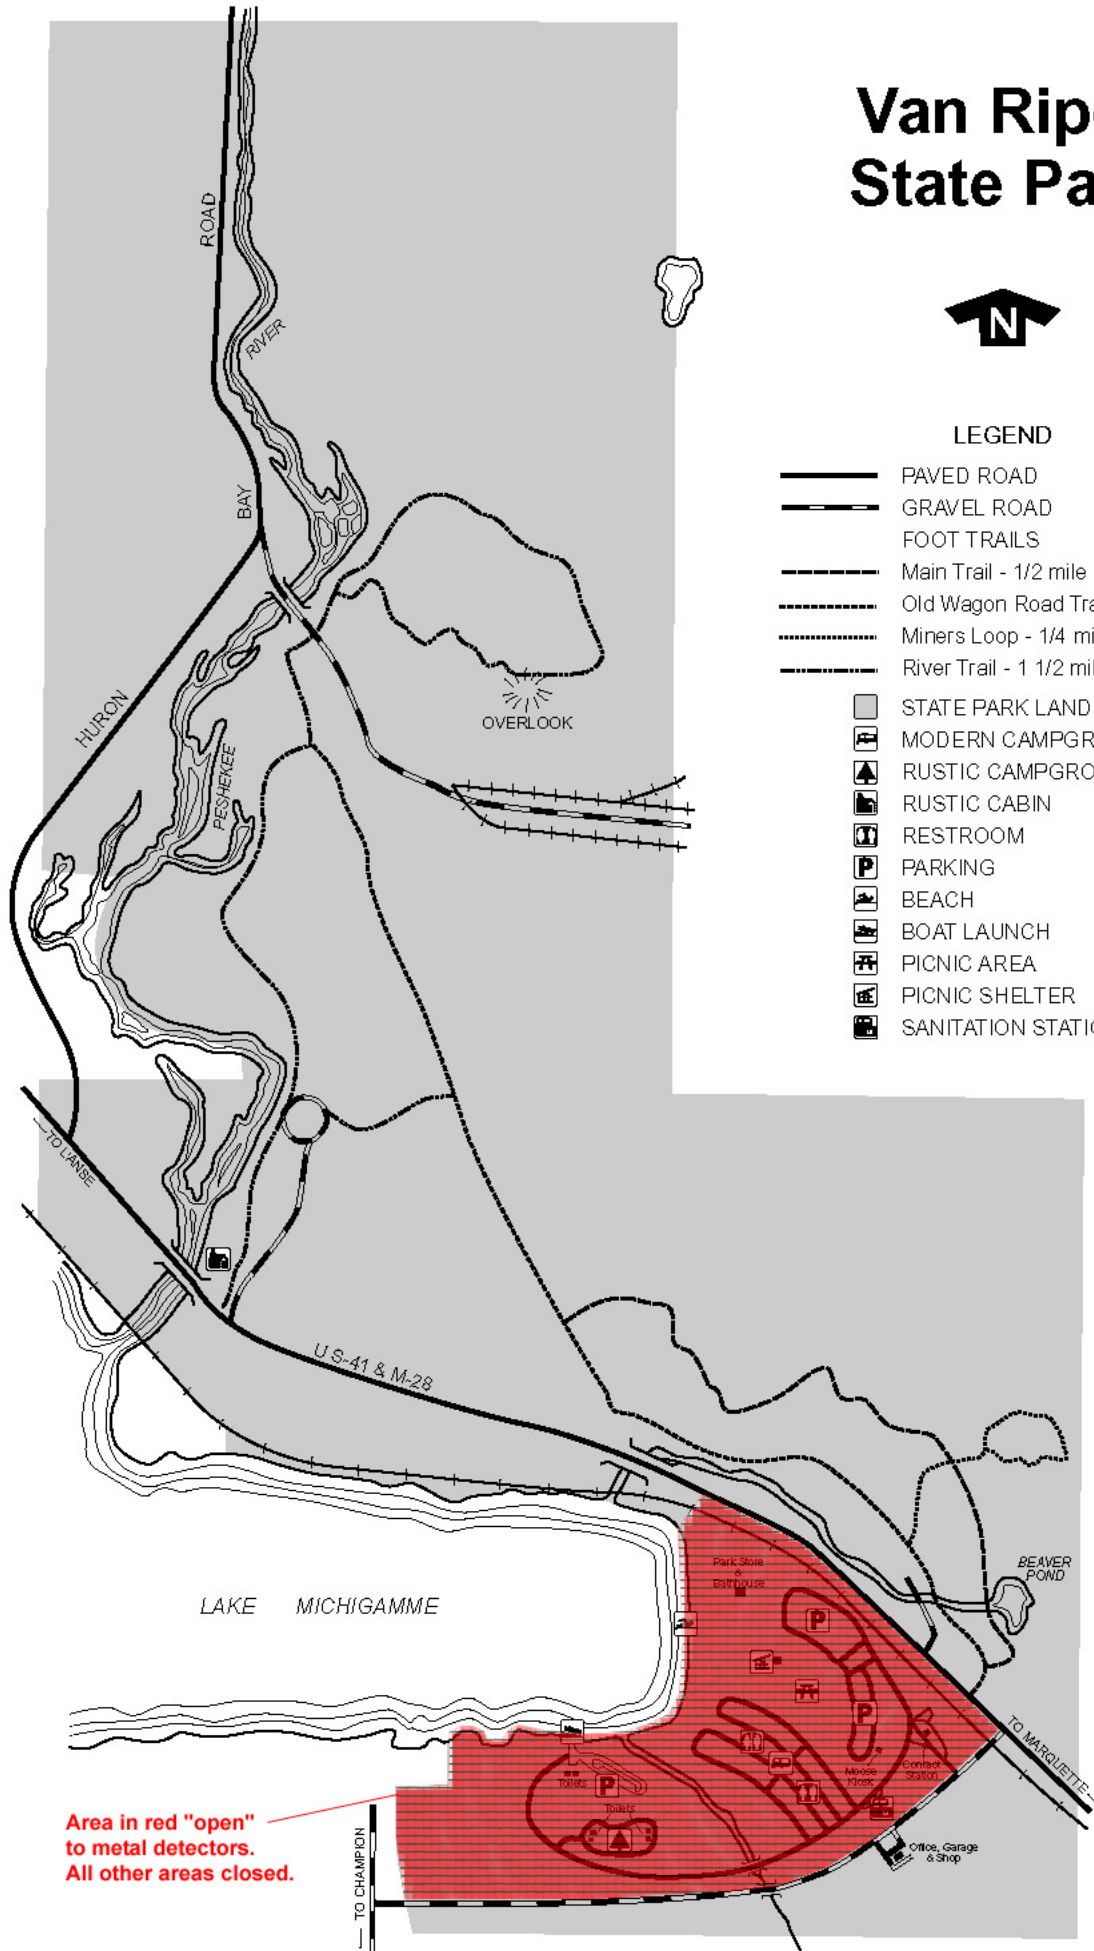 Van Rip
State Pa
N
LEGEND
PAVED ROAD
GRAVEL ROAD
FOOT TRAILS
Main Trail - 1/2 mile
Old Wagon Road Tra
Miners Loop - 1/4 mi
River Trail - 1 1/2 mil
STATE PARK LAND
MODERN CAMPGR
RUSTIC CAMPGRO
RUSTIC CABIN
RESTROOM
P PARKING
BEACH
BOAT LAUNCH
PICNIC AREA
PICNIC SHELTER
SANITATION STATI
ROAD
RIVER
BAY
HURON
PESHEKEE
OVERLOOK
TO L'ANSE
U S-41 & M-28
BEAVER
POND
LAKE MICHIGAMME
Park Store
&
Bathhouse
P
P
Moose
Kiosk
Contact
Station
TO MARQUETTE
Toilets
P
Toilets
Office, Garage
& Shop
Area in red "open"
to metal detectors.
All other areas closed.
TO CHAMPION